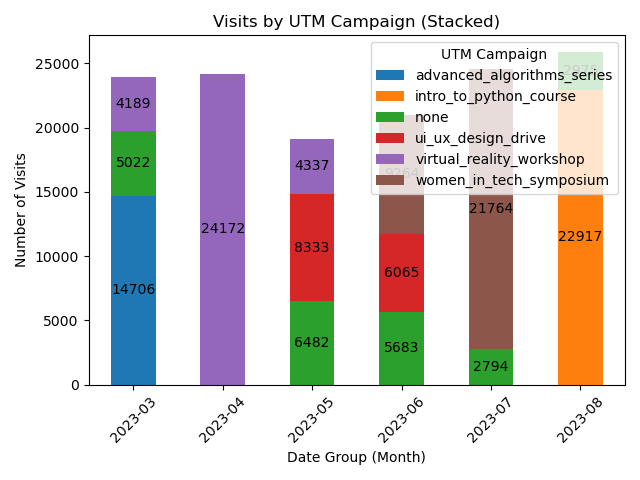 Visits by UTM Campaign (Stacked)
UTM Campaign
advanced_algorithms_series
intro_to_python_course
none
ui_ux_design_drive
virtual_reality_workshop
women_in_tech_symposium
Number of Visits
25000
20000
15000
10000
5000
0
4189
5022
14706
24172
4337
8333
6482
9264
6065
5683
21764
2794
22917
2023-03
2023-04
2023-05
2023-06
2023-07
2023-08
Date Group (Month)